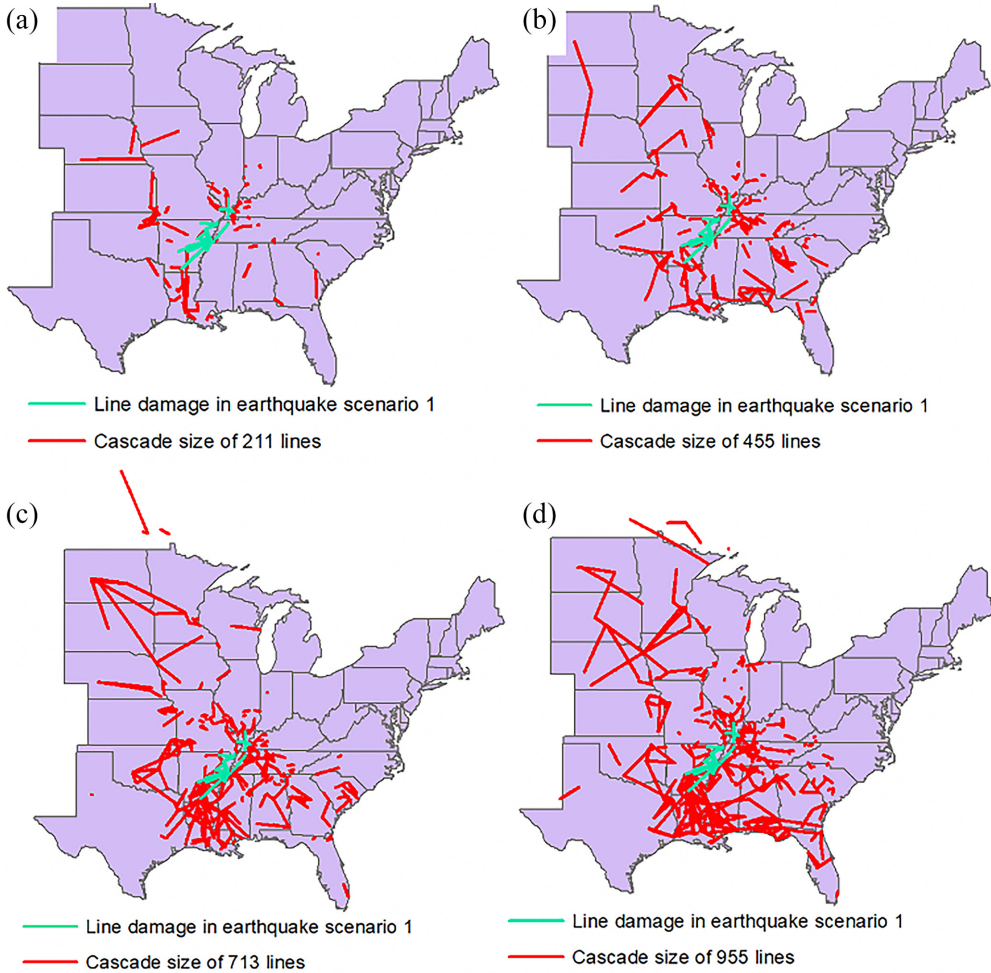 (a)
(b)
Line damage in earthquake scenario 1
Cascade size of 211 lines
Line damage in earthquake scenario 1
Cascade size of 455 lines
(c)
(d)
Line damage in earthquake scenario 1
Cascade size of 713 lines
Line damage in earthquake scenario 1
Cascade size of 955 lines